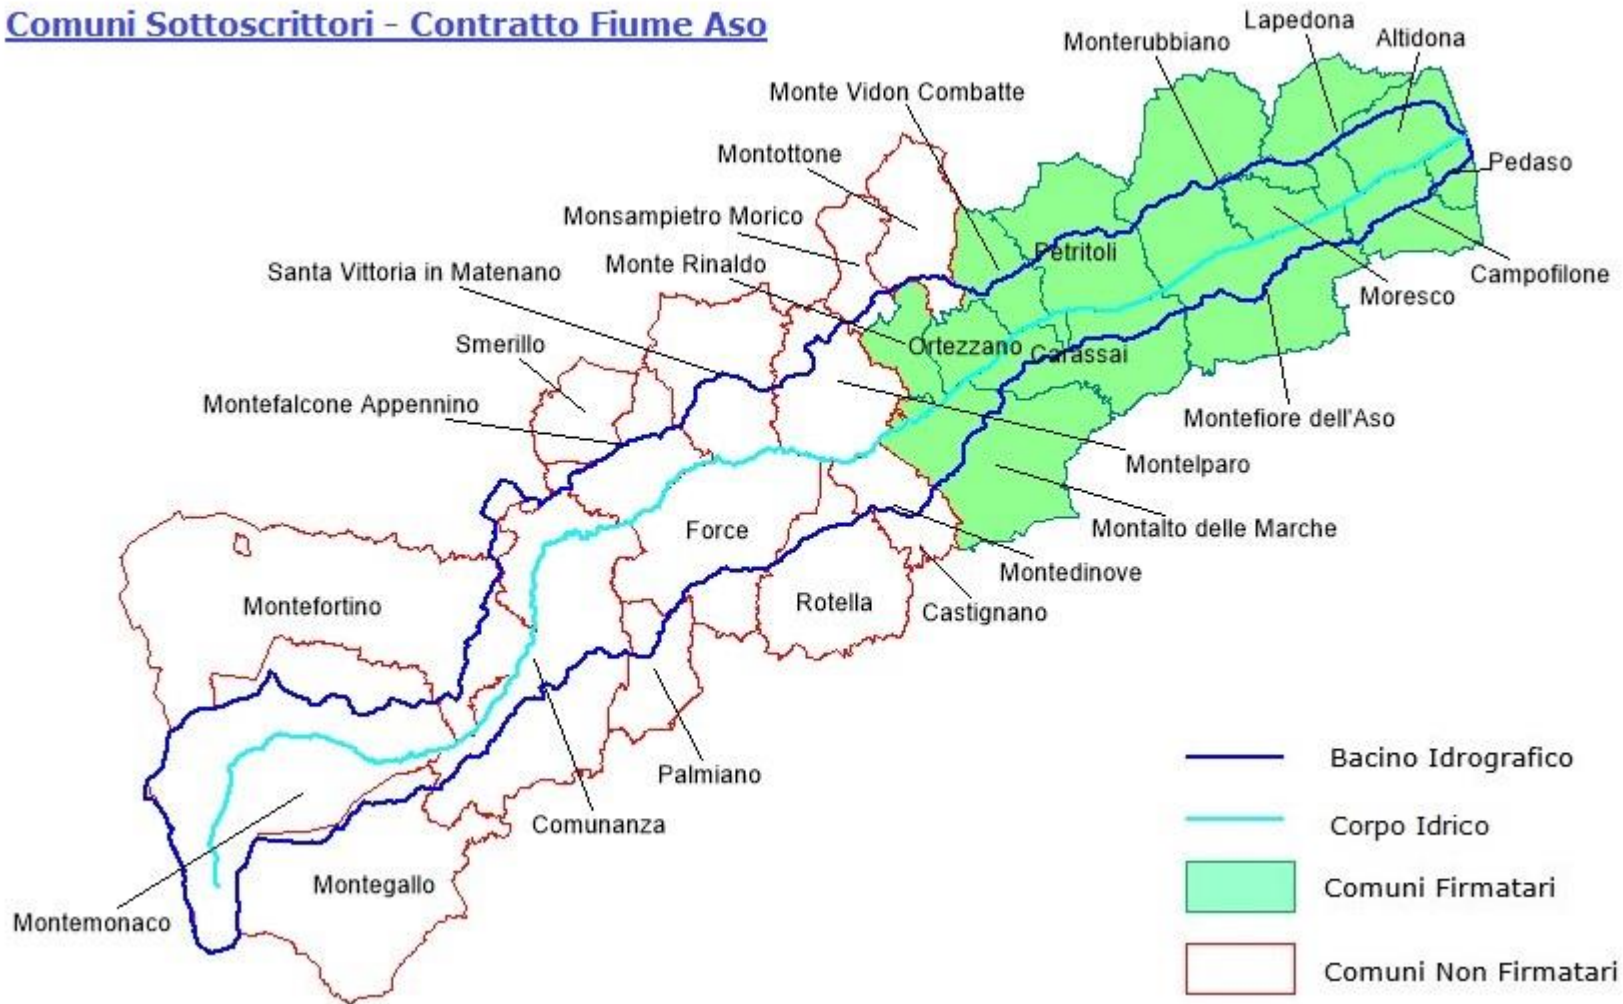 Comuni Sottoscrittori - Contratto Fiume Aso
Lapedona
Altidona
Monterubbiano
Monte Vidon Combatte
Montottone
Pedaso
Monsampietro Morico
Petritoli
Monte Rinaldo
Santa Vittoria in Matenano
Campofilone
Moresco
Smerillo
Ortezzano
Carassai
Montefalcone Appennino
Montefiore dell'Aso
Montelparo
Force
Montalto delle Marche
Montedinove
Montefortino
Rotella
Castignano
Palmiano
Comunanza
Montegallo
Montemonaco
Bacino Idrografico
Corpo Idrico
Comuni Firmatari
Comuni Non Firmatari